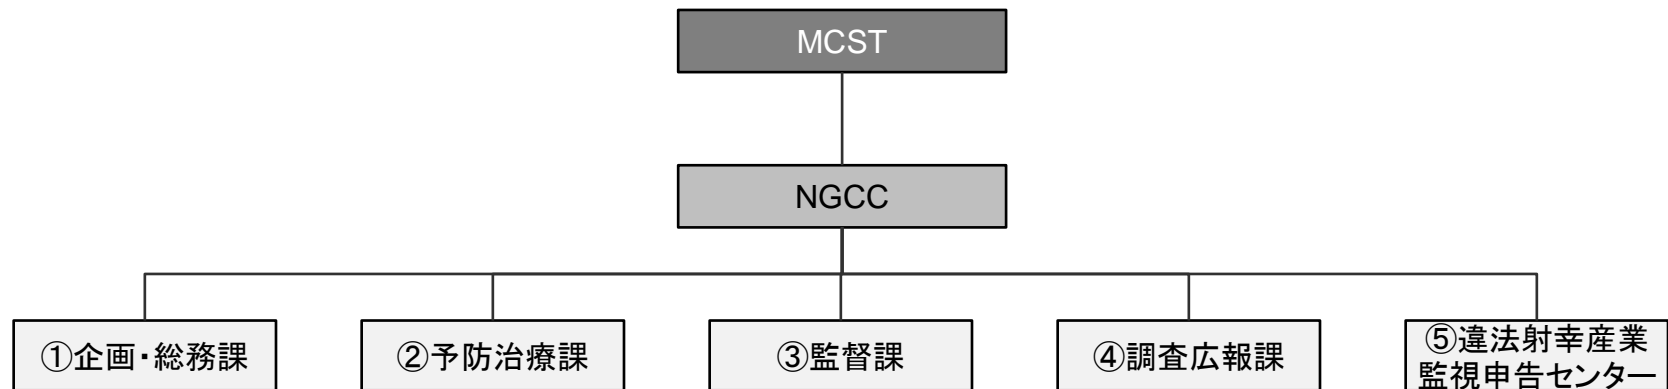 MCST
NGCC
①企画・総務課
②予防治療課
③監督課
④調査広報課
⑤違法射幸産業
監視申告センター